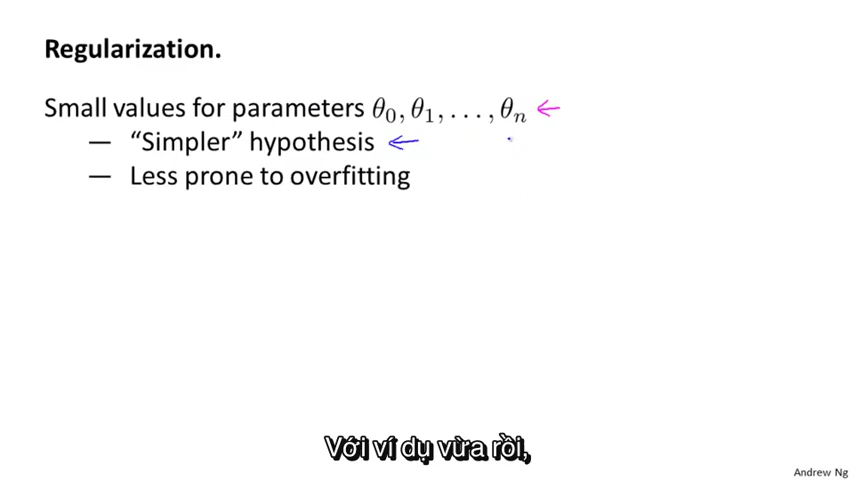 Regularization.
Small values for parameters θ₀, θ₁, . . . , θₙ
— “Simpler” hypothesis
— Less prone to overfitting
Với ví dụ vừa rồi,
Andrew Ng